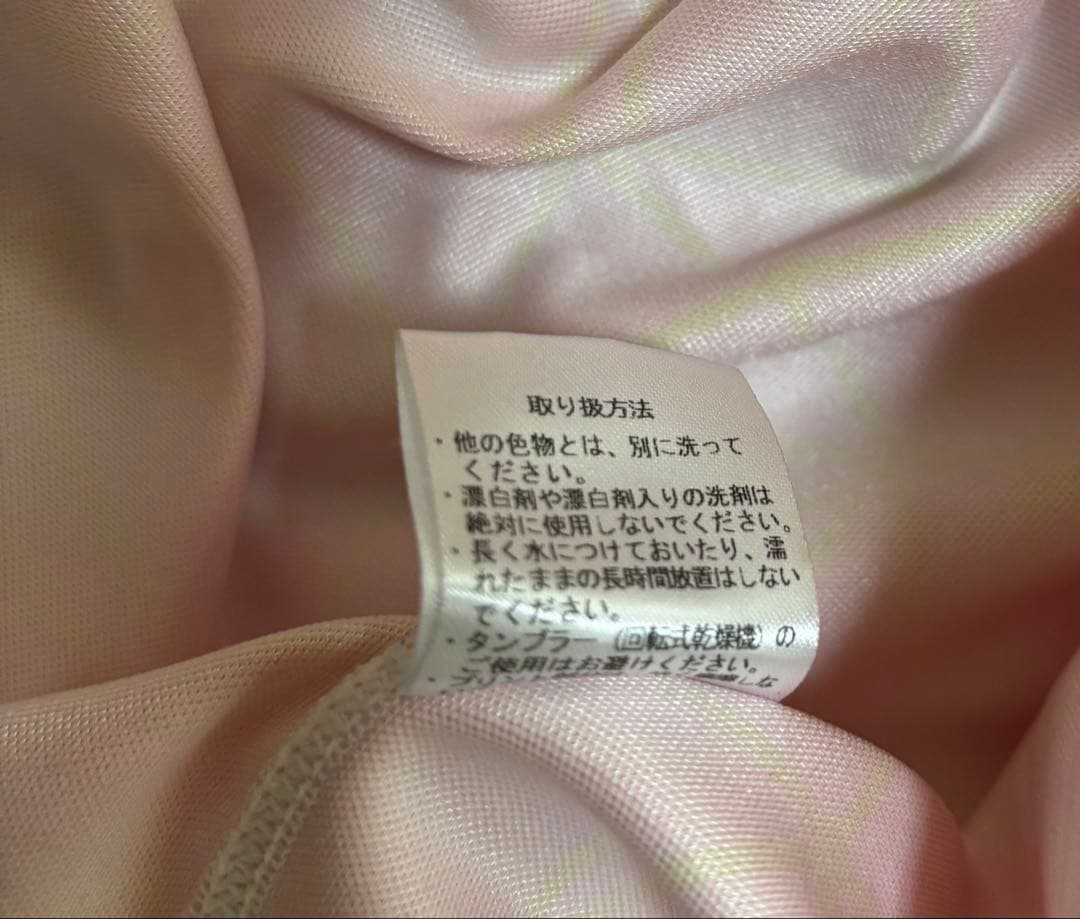 取り扱方法
・他の色物とは、別に洗って
ください。
・漂白剤や漂白剤入りの洗剤は
絶対に使用しないでください。
・長く水につけておいたり、濡
れたままの長時間放置はしない
でください。
・タンブラー（回転式乾燥機）の
ご使用はお避けください。
・プリント